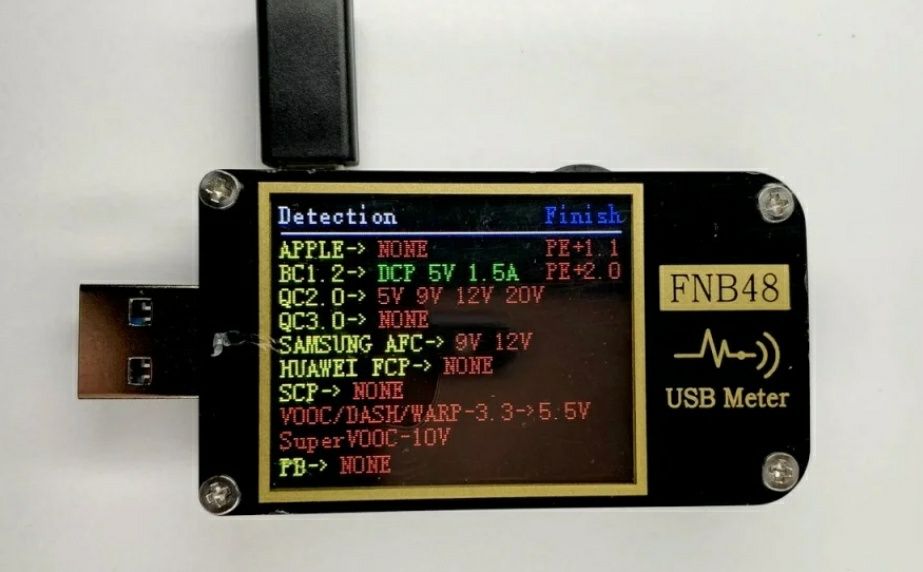 Detection Finish
APPLE-> NONE PE+1.1
BC1.2-> DCP 5V 1.5A PE+2.0
QC2.0-> 5V 9V 12V 20V
QC3.0-> NONE
SAMSUNG AFC-> 9V 12V
HUAWEI FCP-> NONE
SCP-> NONE
VOOC/DASH/WARP-3.3->5.5V
SuperVOOC-10V
PB-> NONE
FNB48
USB Meter